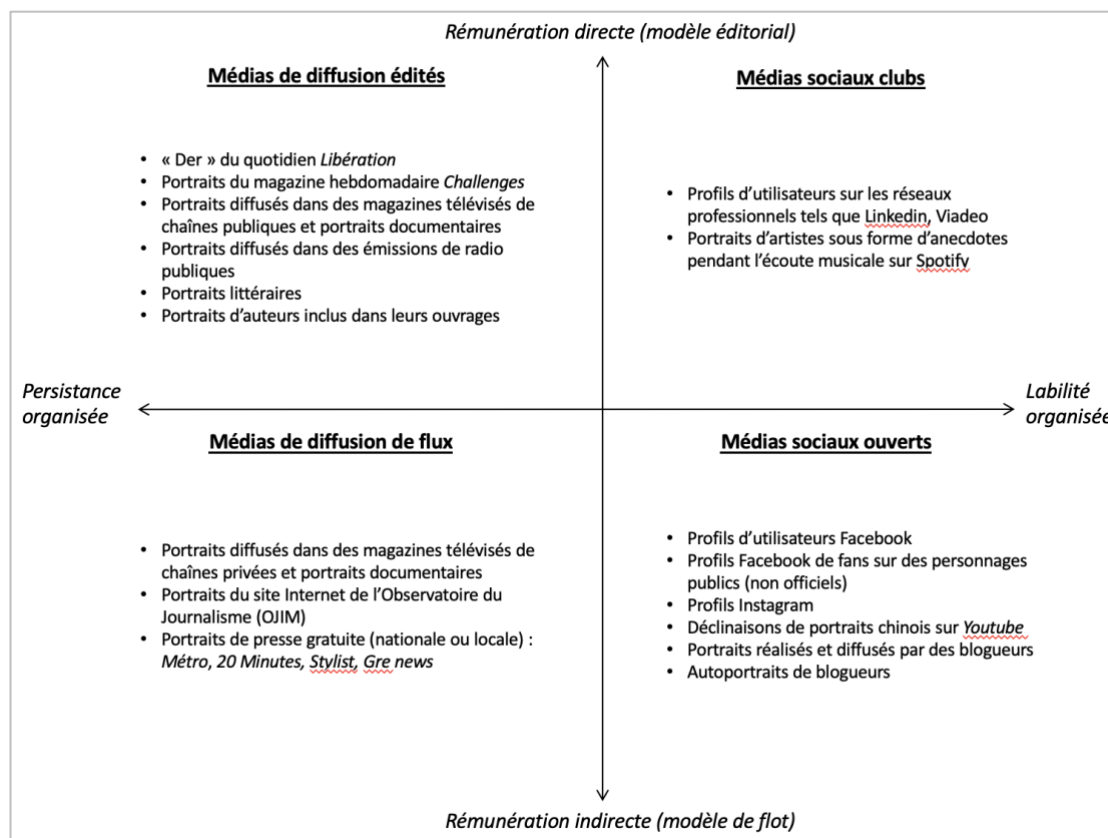 Rémunération directe (modèle éditorial)
Médias de diffusion édités
• « Der » du quotidien Libération
• Portraits du magazine hebdomadaire Challenges
• Portraits diffusés dans des magazines télévisés de
chaînes publiques et portraits documentaires
• Portraits diffusés dans des émissions de radio
publiques
• Portraits littéraires
• Portraits d’auteurs inclus dans leurs ouvrages
Médias sociaux clubs
• Profils d’utilisateurs sur les réseaux
professionnels tels que Linkedin, Viadeo
• Portraits d’artistes sous forme d’anecdotes
pendant l’écoute musicale sur Spotify
Persistance
organisée
Labilité
organisée
Médias de diffusion de flux
• Portraits diffusés dans des magazines télévisés de
chaînes privées et portraits documentaires
• Portraits du site Internet de l’Observatoire du
Journalisme (OJIM)
• Portraits de presse gratuite (nationale ou locale) :
Métro, 20 Minutes, Stylist, Gre news
Médias sociaux ouverts
• Profils d’utilisateurs Facebook
• Profils Facebook de fans sur des personnages
publics (non officiels)
• Profils Instagram
• Déclinaisons de portraits chinois sur Youtube
• Portraits réalisés et diffusés par des blogueurs
• Autoportraits de blogueurs
Rémunération indirecte (modèle de flot)